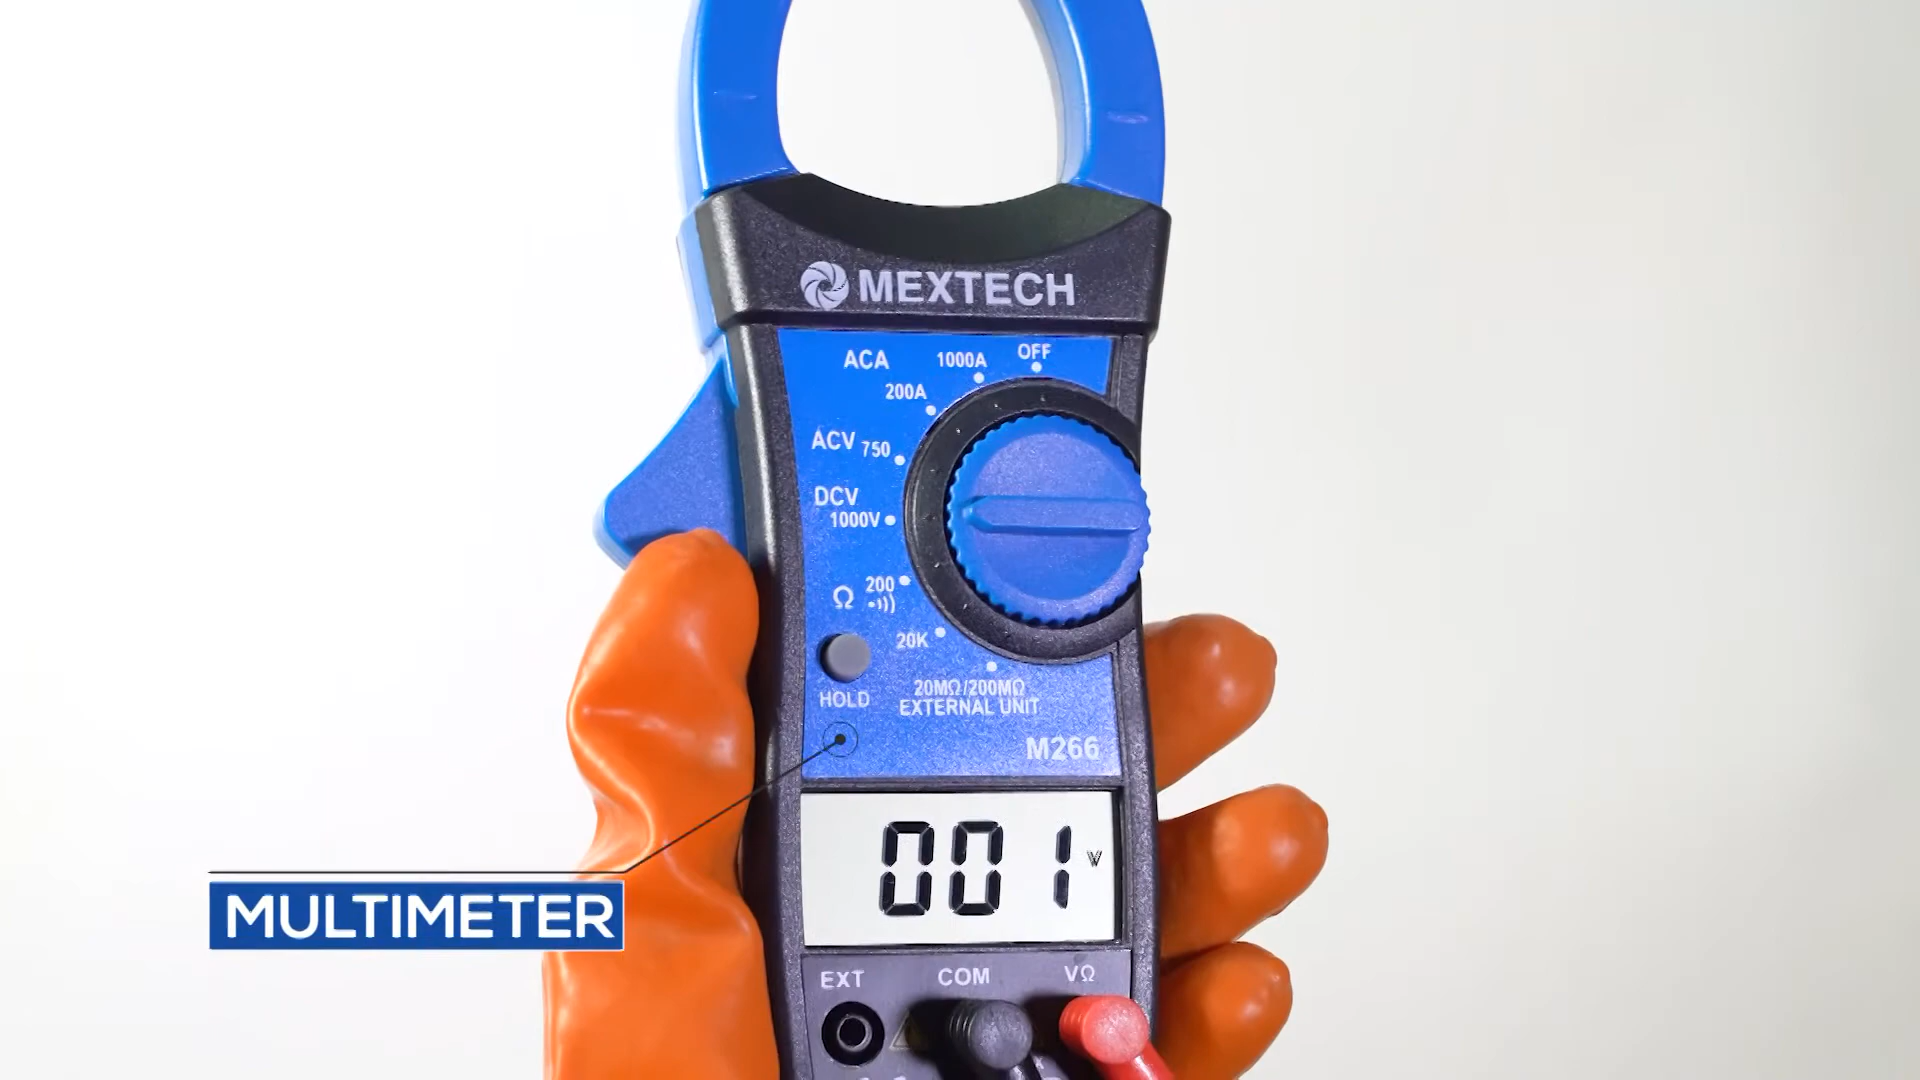 MEXTECH
ACA
1000A
OFF
200A
ACV 750
DCV
1000V
Ω 200
20K
HOLD
20MΩ/200MΩ
EXTERNAL UNIT
M266
001
MULTIMETER
EXT
COM
VΩ